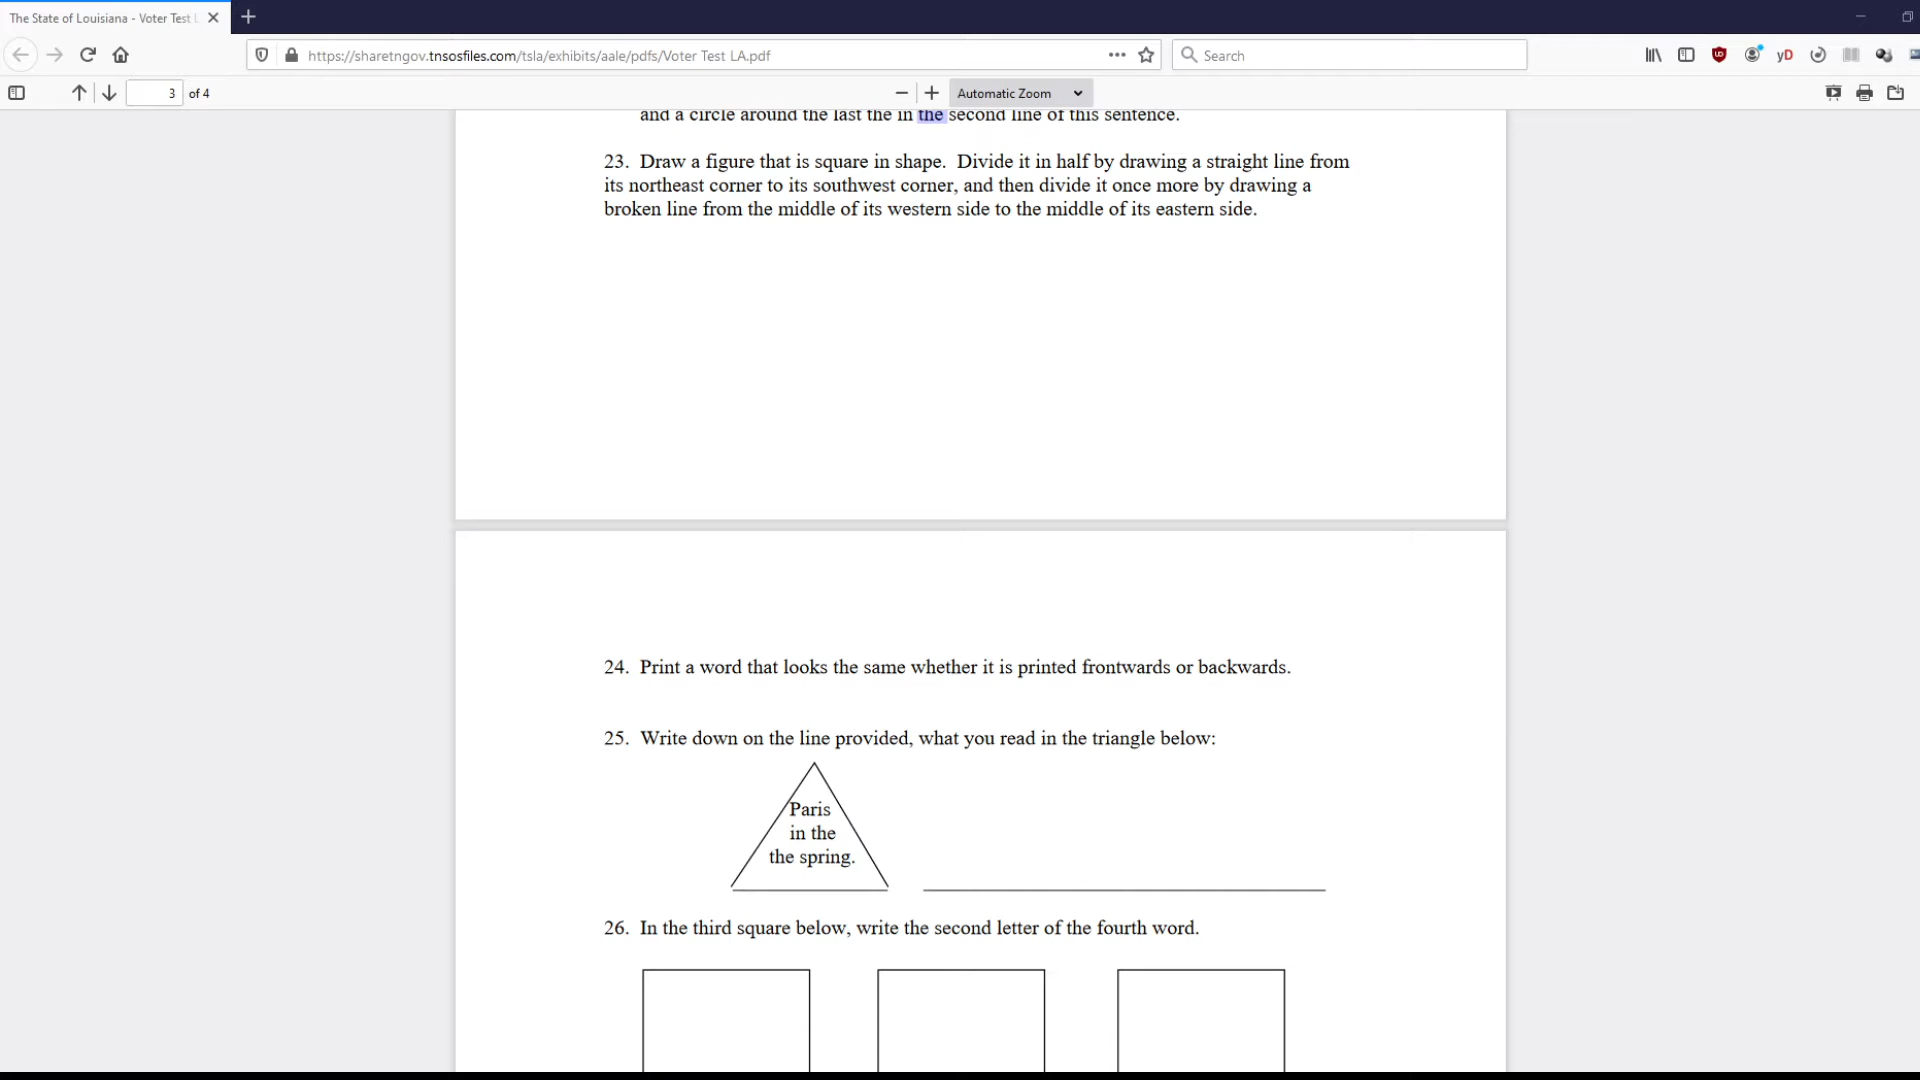 The State of Louisiana - Voter Test L
https://sharetngov.tnsosfiles.com/tsla/exhibits/aale/pdfs/Voter Test LA.pdf
Search
3 of 4
Automatic Zoom
and a circle around the last the in the second line of this sentence.
23. Draw a figure that is square in shape. Divide it in half by drawing a straight line from
its northeast corner to its southwest corner, and then divide it once more by drawing a
broken line from the middle of its western side to the middle of its eastern side.
24. Print a word that looks the same whether it is printed frontwards or backwards.
25. Write down on the line provided, what you read in the triangle below:
Paris
in the
the spring.
26. In the third square below, write the second letter of the fourth word.